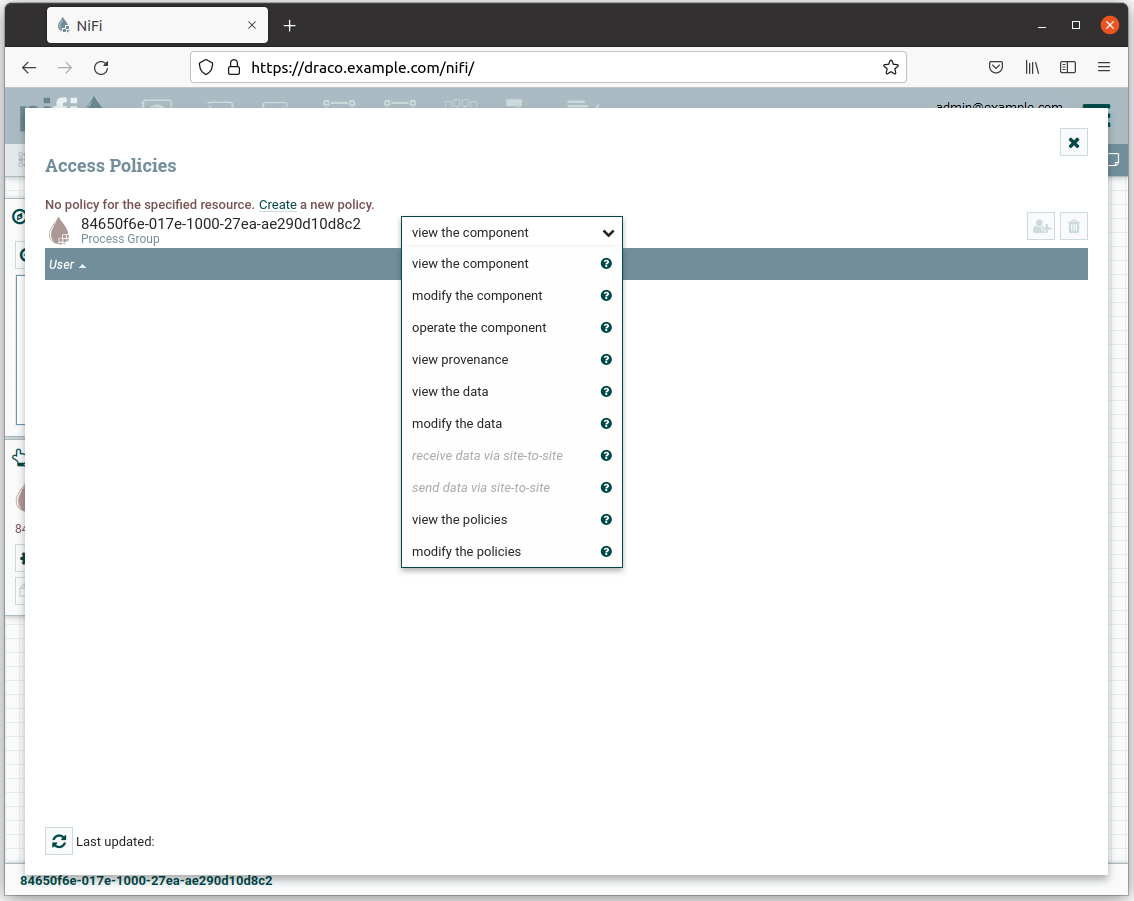 NiFi
https://draco.example.com/nifi/
nifi
admin@example.com
Access Policies
No policy for the specified resource. Create a new policy.
84650f6e-017e-1000-27ea-ae290d10d8c2
Process Group
view the component
User
view the component
modify the component
operate the component
view provenance
view the data
modify the data
receive data via site-to-site
send data via site-to-site
view the policies
modify the policies
84
Last updated:
84650f6e-017e-1000-27ea-ae290d10d8c2